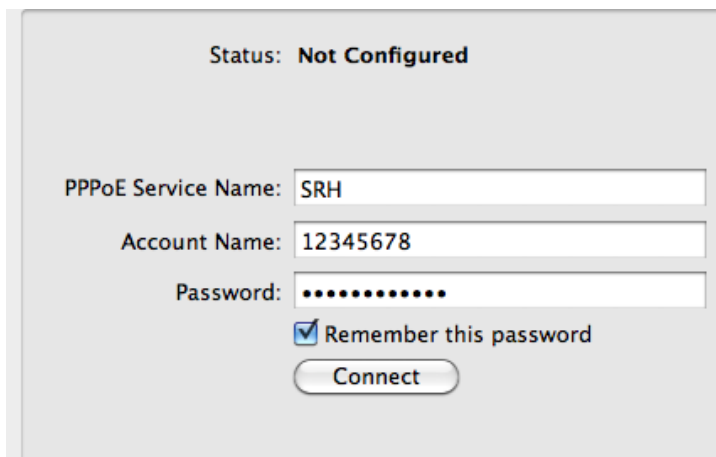 Status: Not Configured
PPPoE Service Name: SRH
Account Name: 12345678
Password: ••••••••••••
Remember this password
Connect